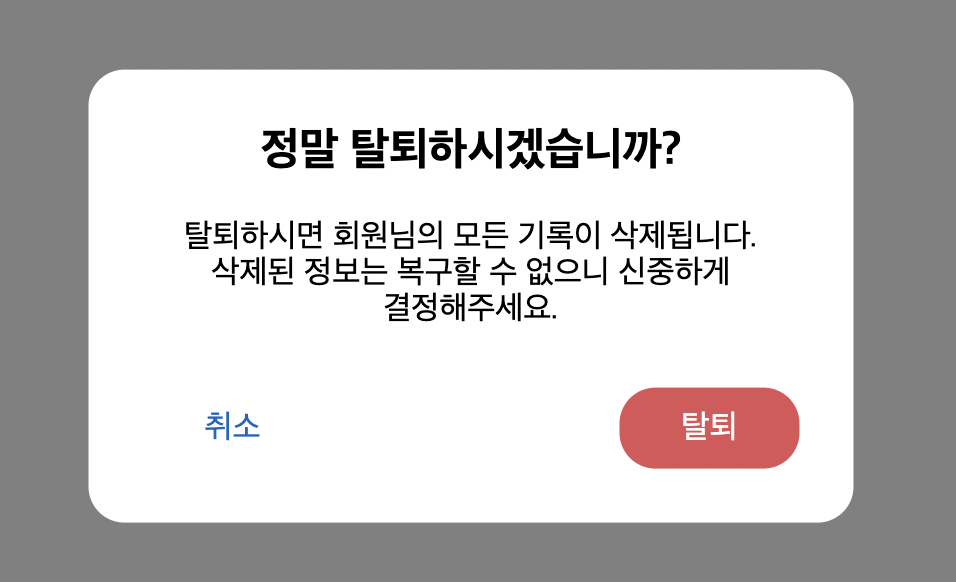 정말 탈퇴하시겠습니까?
탈퇴하시면 회원님의 모든 기록이 삭제됩니다.
삭제된 정보는 복구할 수 없으니 신중하게
결정해주세요.
취소
탈퇴